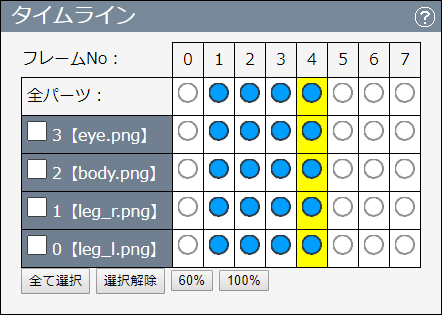 タイムライン ?
フレームNo： 0 1 2 3 4 5 6 7
全パーツ：
3【eye.png】
2【body.png】
1【leg_r.png】
0【leg_l.png】
全て選択 選択解除 60% 100%